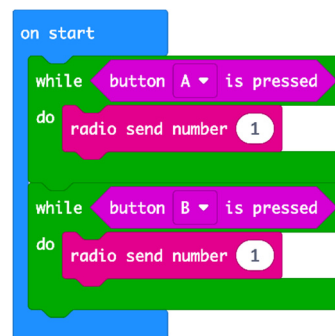 on start
while button A is pressed
do
radio send number 1
while button B is pressed
do
radio send number 1